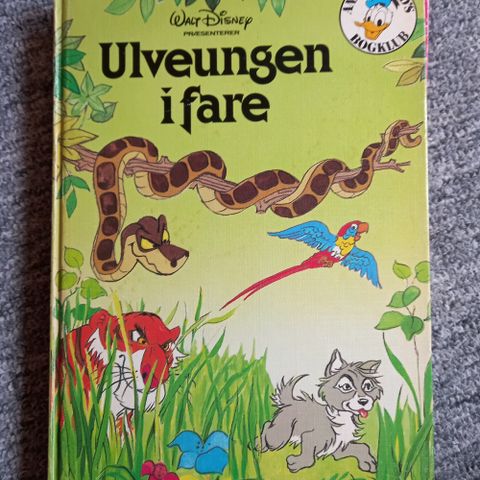 Walt Disney
PRÆSENTERER
Ulveungen
i fare
BOGKLUB